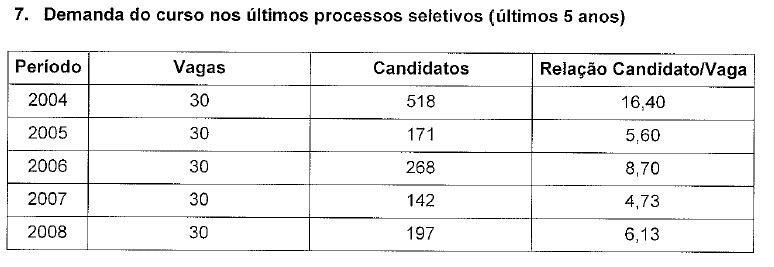 7. Demanda do curso nos últimos processos seletivos (últimos 5 anos)
Período Vagas Candidatos Relação Candidato/Vaga
2004 30 518 16,40
2005 30 171 5,60
2006 30 268 8,70
2007 30 142 4,73
2008 30 197 6,13